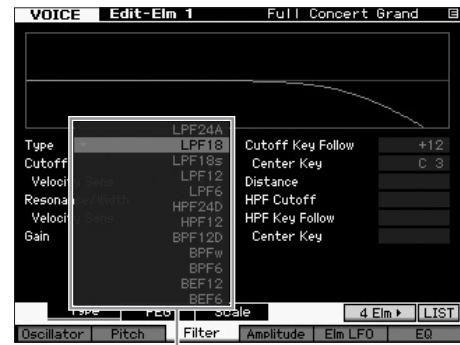 VOICE Edit-Elm 1 Full Concert Grand
LPF24A
Type LPF18 Cutoff Key Follow +12
Cutoff LPF18s Center Key C 3
Velocity Sens LPF12 Distance
LPF6
Resonance/Width HPF24D HPF Cutoff
Velocity Sens HPF12 HPF Key Follow
Gain BPF12D Center Key
BPFw
BPF6
BEF12
BEF6
Type PEG Scale 4 Elm LIST
Oscillator Pitch Filter Amplitude Elm LFO EQ